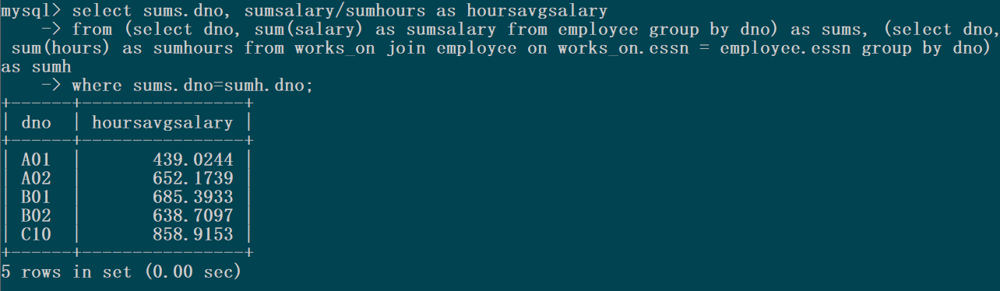 mysql> select sums.dno, sumsalary/sumhours as hoursavgsalary
    -> from (select dno, sum(salary) as sumsalary from employee group by dno) as sums, (select dno,
 sum(hours) as sumhours from works_on join employee on works_on.essn = employee.essn group by dno)
as sumh
    -> where sums.dno=sumh.dno;
+------+----------------+
| dno  | hoursavgsalary |
+------+----------------+
| A01  |       439.0244 |
| A02  |       652.1739 |
| B01  |       685.3933 |
| B02  |       638.7097 |
| C10  |       858.9153 |
+------+----------------+
5 rows in set (0.00 sec)